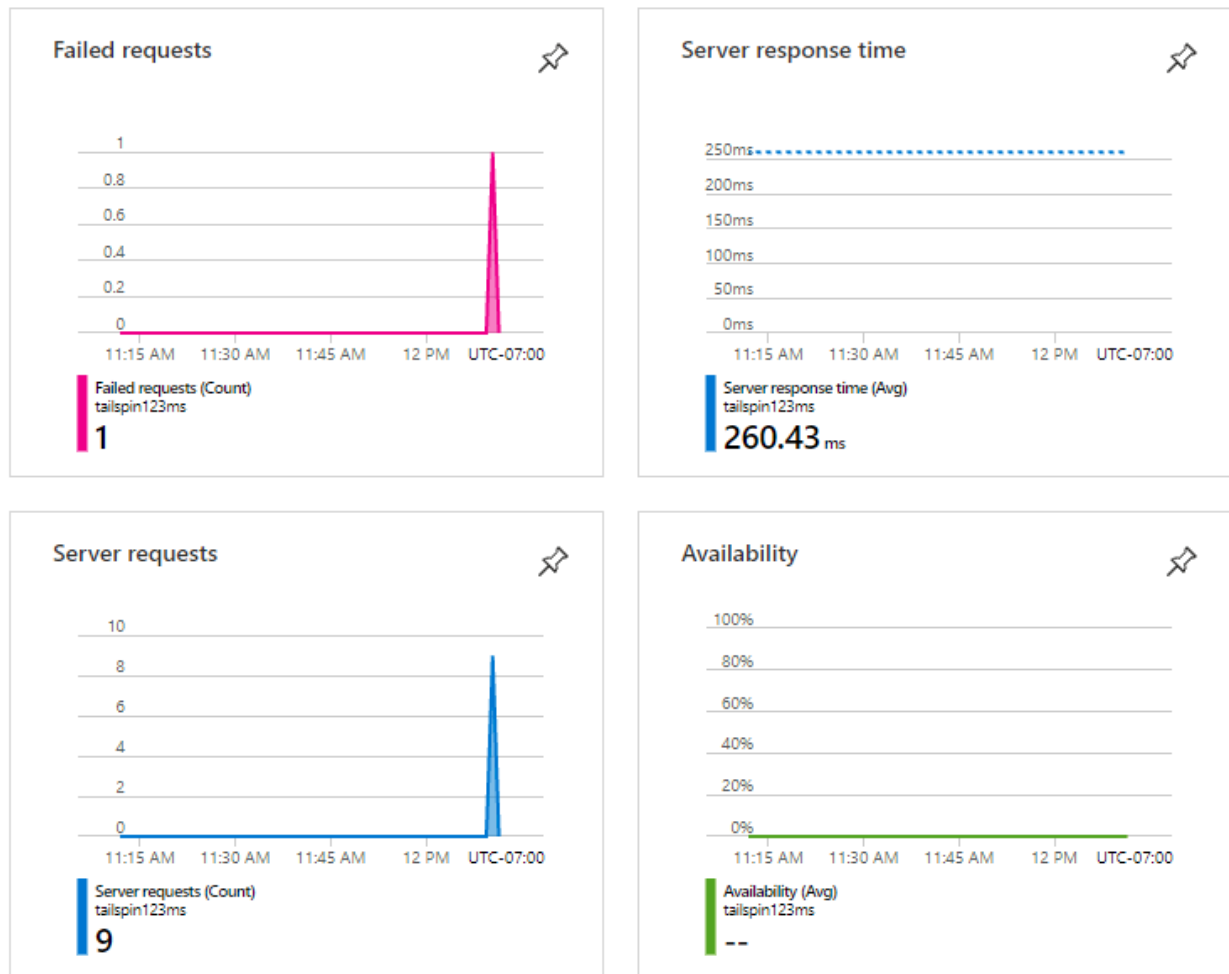 Failed requests
1
0.8
0.6
0.4
0.2
0
11:15 AM 11:30 AM 11:45 AM 12 PM UTC-07:00
Failed requests (Count)
tailspin123ms
1
Server response time
250ms
200ms
150ms
100ms
50ms
0ms
11:15 AM 11:30 AM 11:45 AM 12 PM UTC-07:00
Server response time (Avg)
tailspin123ms
260.43 ms
Server requests
10
8
6
4
2
0
11:15 AM 11:30 AM 11:45 AM 12 PM UTC-07:00
Server requests (Count)
tailspin123ms
9
Availability
100%
80%
60%
40%
20%
0%
11:15 AM 11:30 AM 11:45 AM 12 PM UTC-07:00
Availability (Avg)
tailspin123ms
--